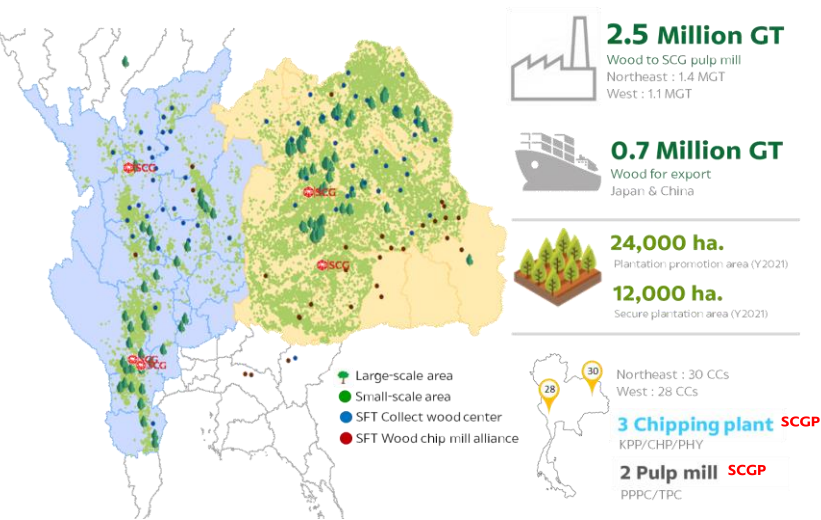 2.5 Million GT
Wood to SCG pulp mill
Northeast : 1.4 MGT
West : 1.1 MGT
0.7 Million GT
Wood for export
Japan & China
24,000 ha.
Plantation promotion area (Y2021)
12,000 ha.
Secure plantation area (Y2021)
SCG
SCG
SCG
SCG
SCG
Large-scale area
Small-scale area
SFT Collect wood center
SFT Wood chip mill alliance
30
28
Northeast : 30 CCs
West : 28 CCs
3 Chipping plant SCGP
KPP/CHP/PHY
2 Pulp mill SCGP
PPPC/TPC